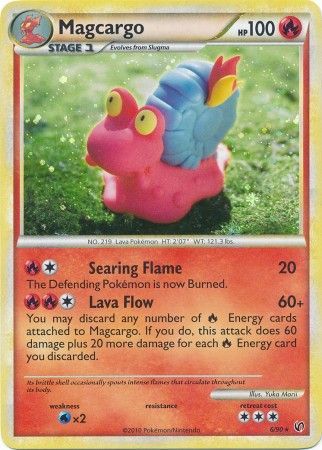 Magcargo HP 100
STAGE 1 Evolves from Slugma
NO. 219 Lava Pokémon HT: 2'07" WT: 121.3 lbs.
Searing Flame 20
The Defending Pokémon is now Burned.
Lava Flow 60+
You may discard any number of Energy cards
attached to Magcargo. If you do, this attack does 60
damage plus 20 more damage for each Energy card
you discarded.
Its brittle shell occasionally spouts intense flames that circulate throughout
its body.
Illus. Yuka Morii
weakness resistance retreat cost
×2
©2010 Pokémon/Nintendo 6/90 ★